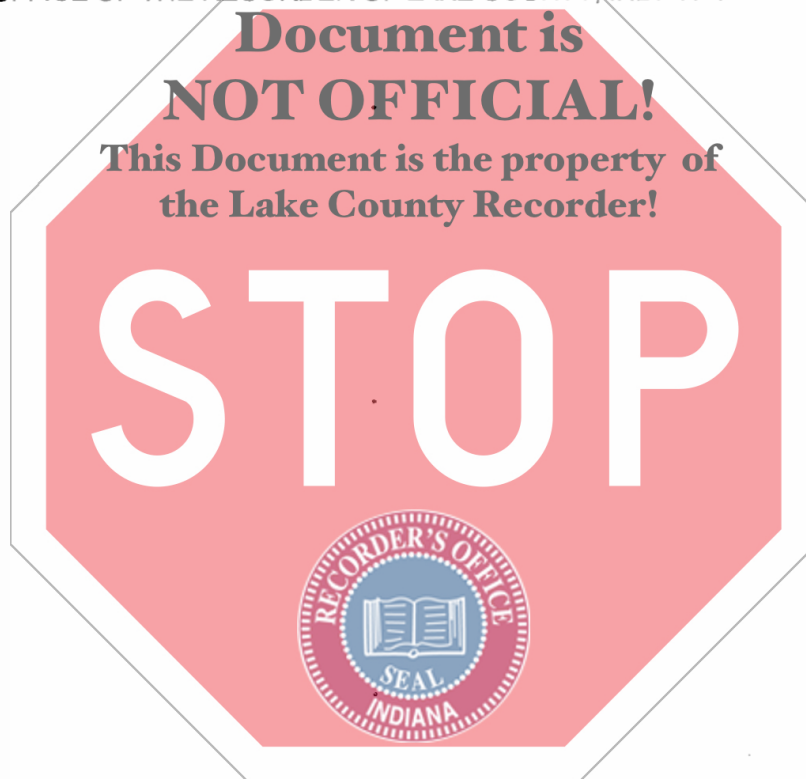 Document is
NOT OFFICIAL!
This Document is the property of
the Lake County Recorder!
STOP
RECORDER'S OFFICE
SEAL
INDIANA